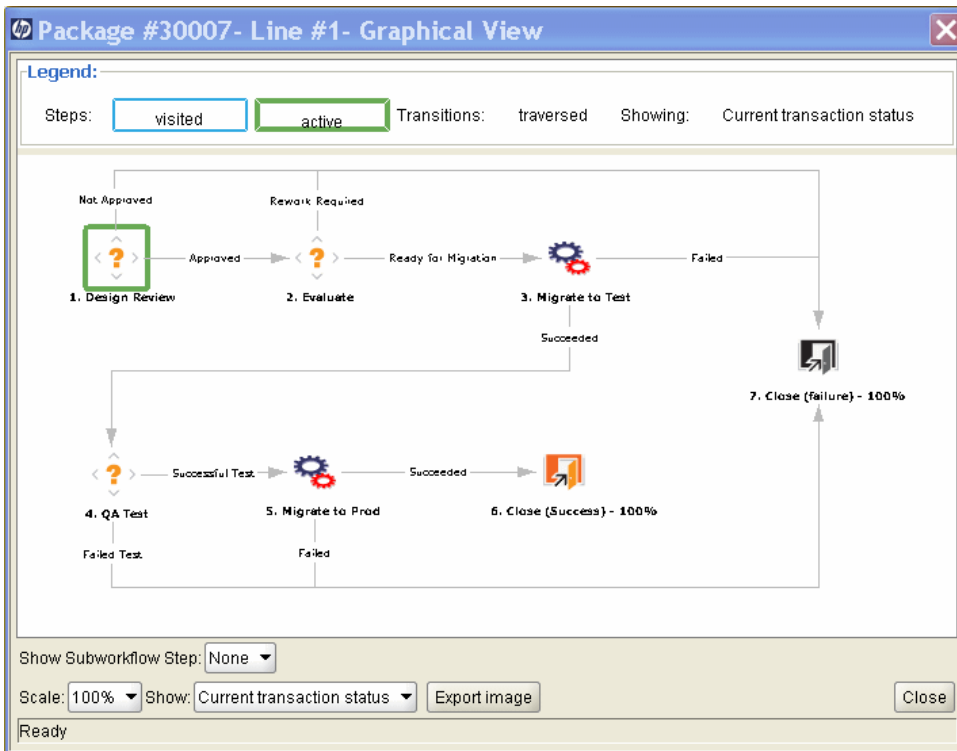 hp Package #30007- Line #1- Graphical View
Legend:
Steps: visited active Transitions: traversed Showing: Current transaction status
Not Approved Rework Required
Approved Ready for Migration Failed
1. Design Review 2. Evaluate 3. Migrate to Test
Succeeded
7. Close (failure) - 100%
Successful Test Succeeded
4. QA Test 5. Migrate to Prod 6. Close (Success) - 100%
Failed Test Failed
Show Subworkflow Step: None
Scale: 100% Show: Current transaction status Export image Close
Ready